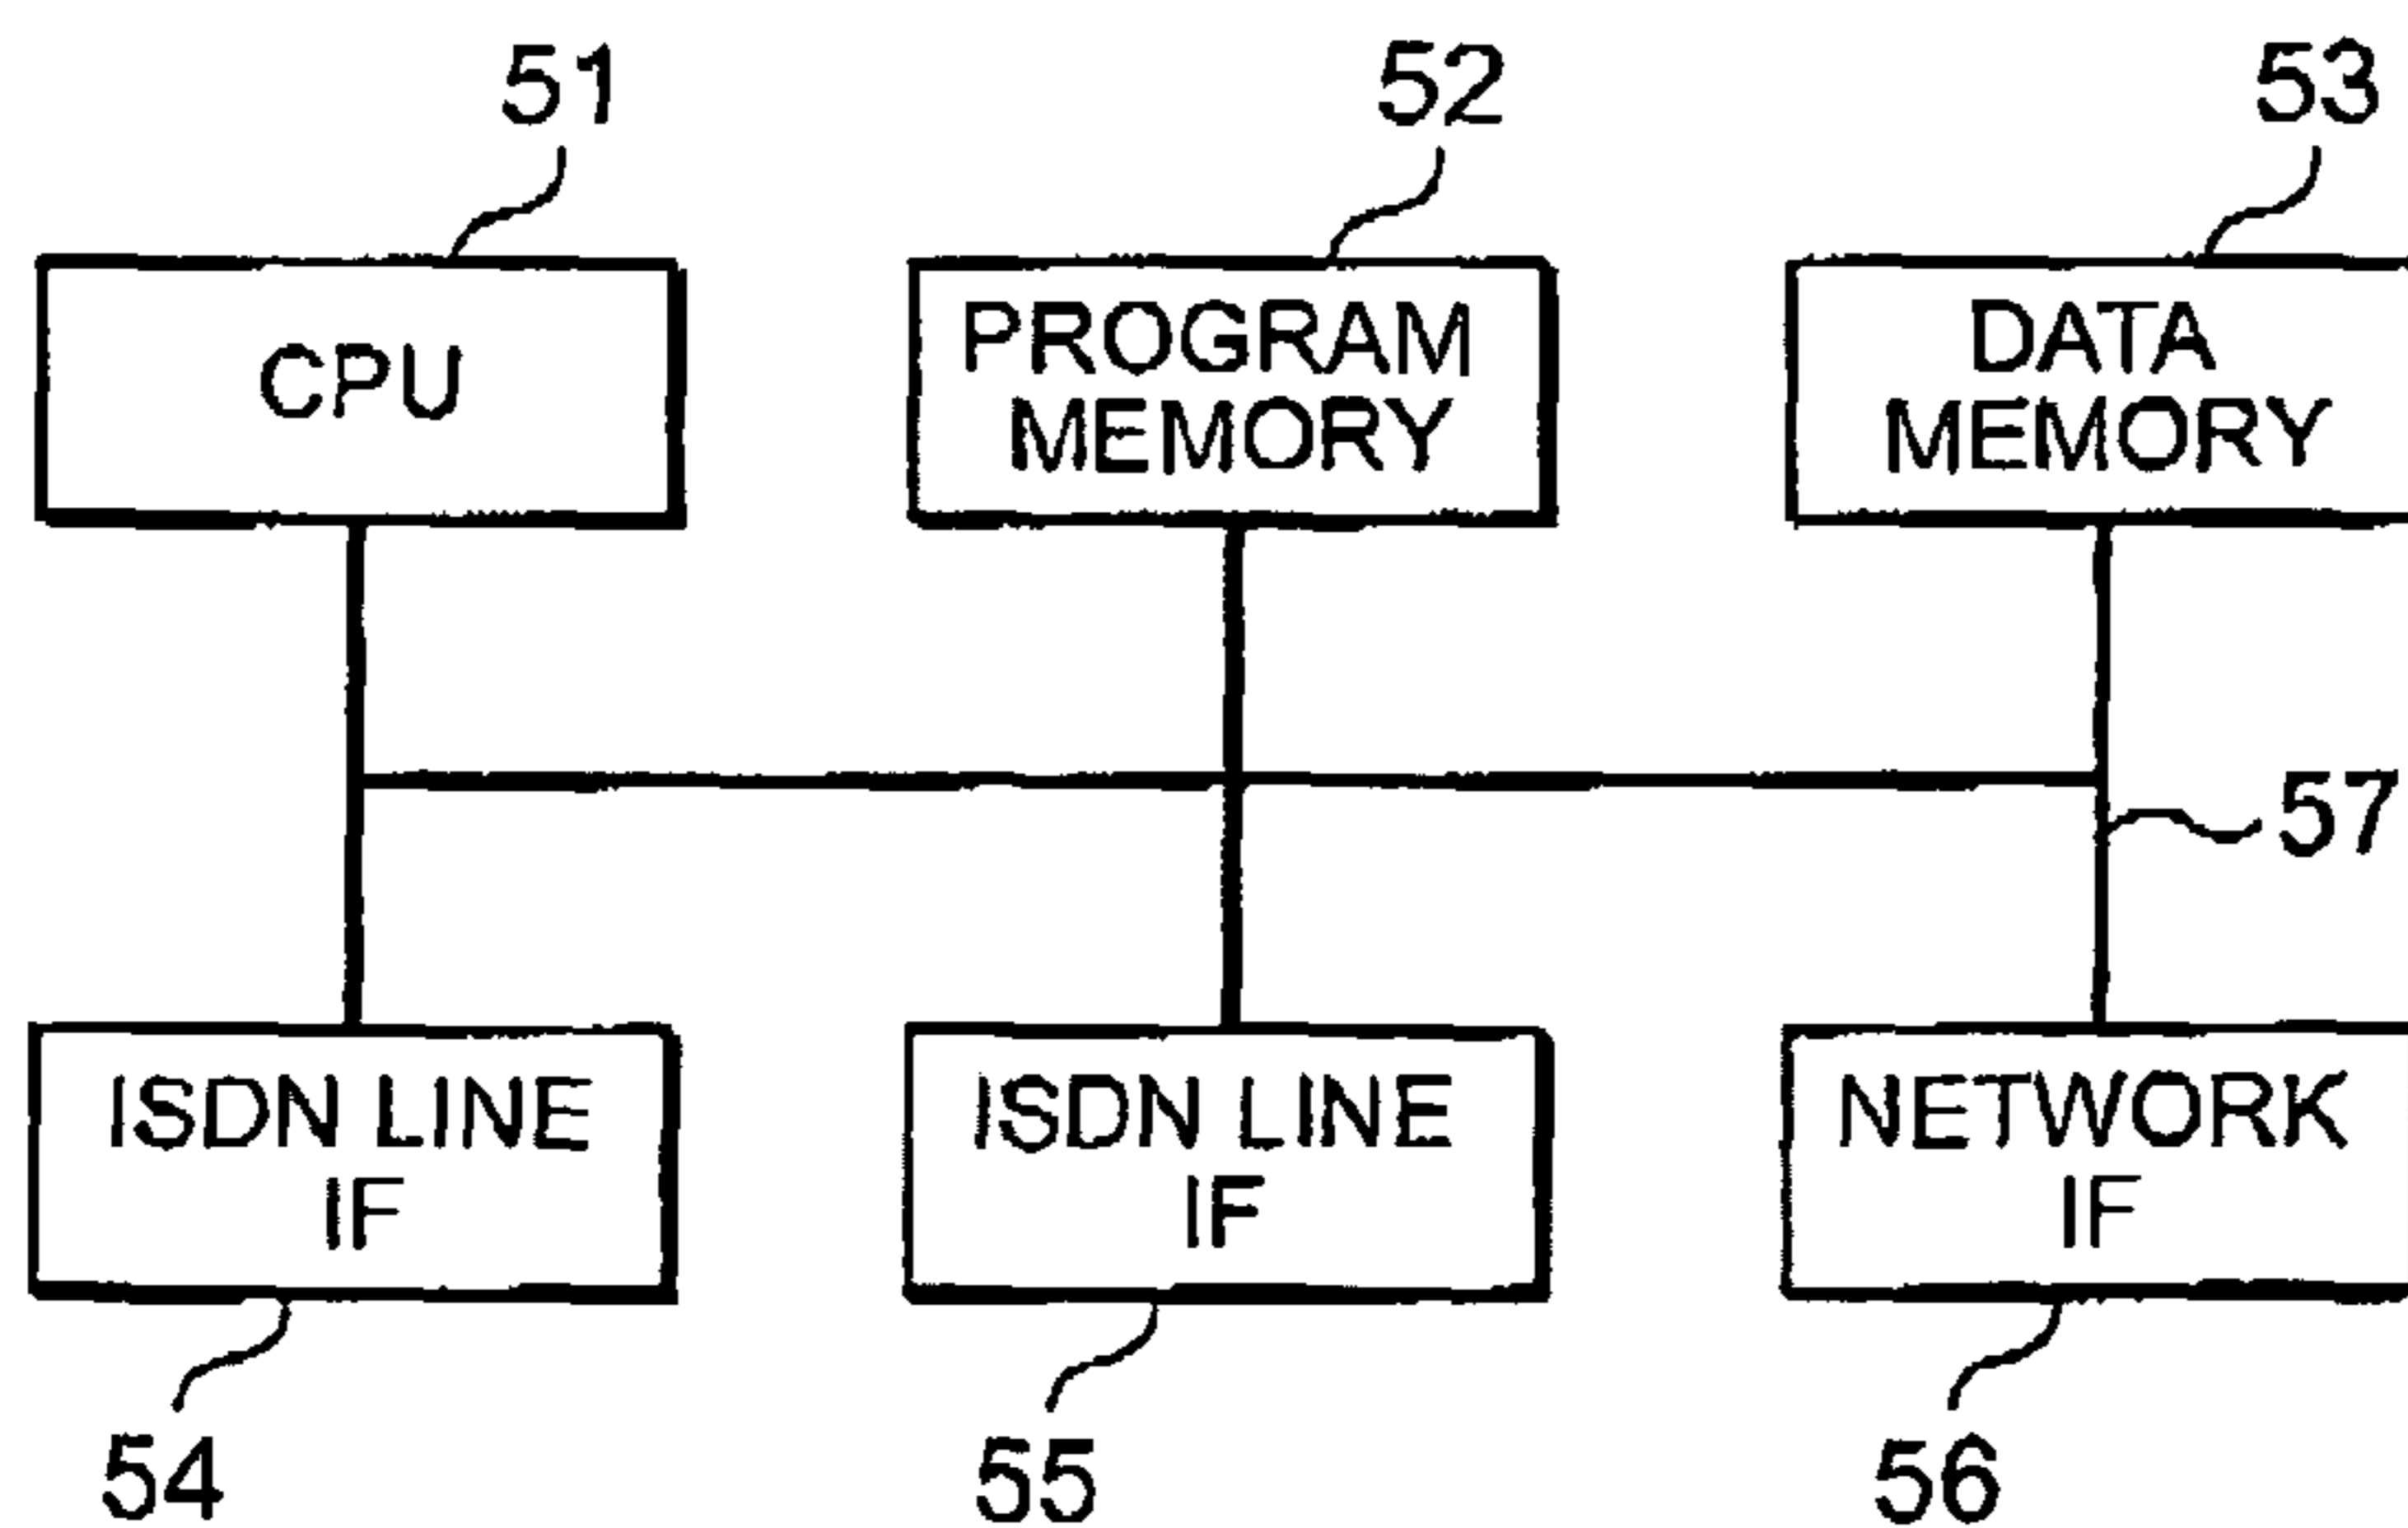 51
52
53
CPU
PROGRAM
MEMORY
DATA
MEMORY
57
ISDN LINE
IF
ISDN LINE
IF
NETWORK
IF
54
55
56